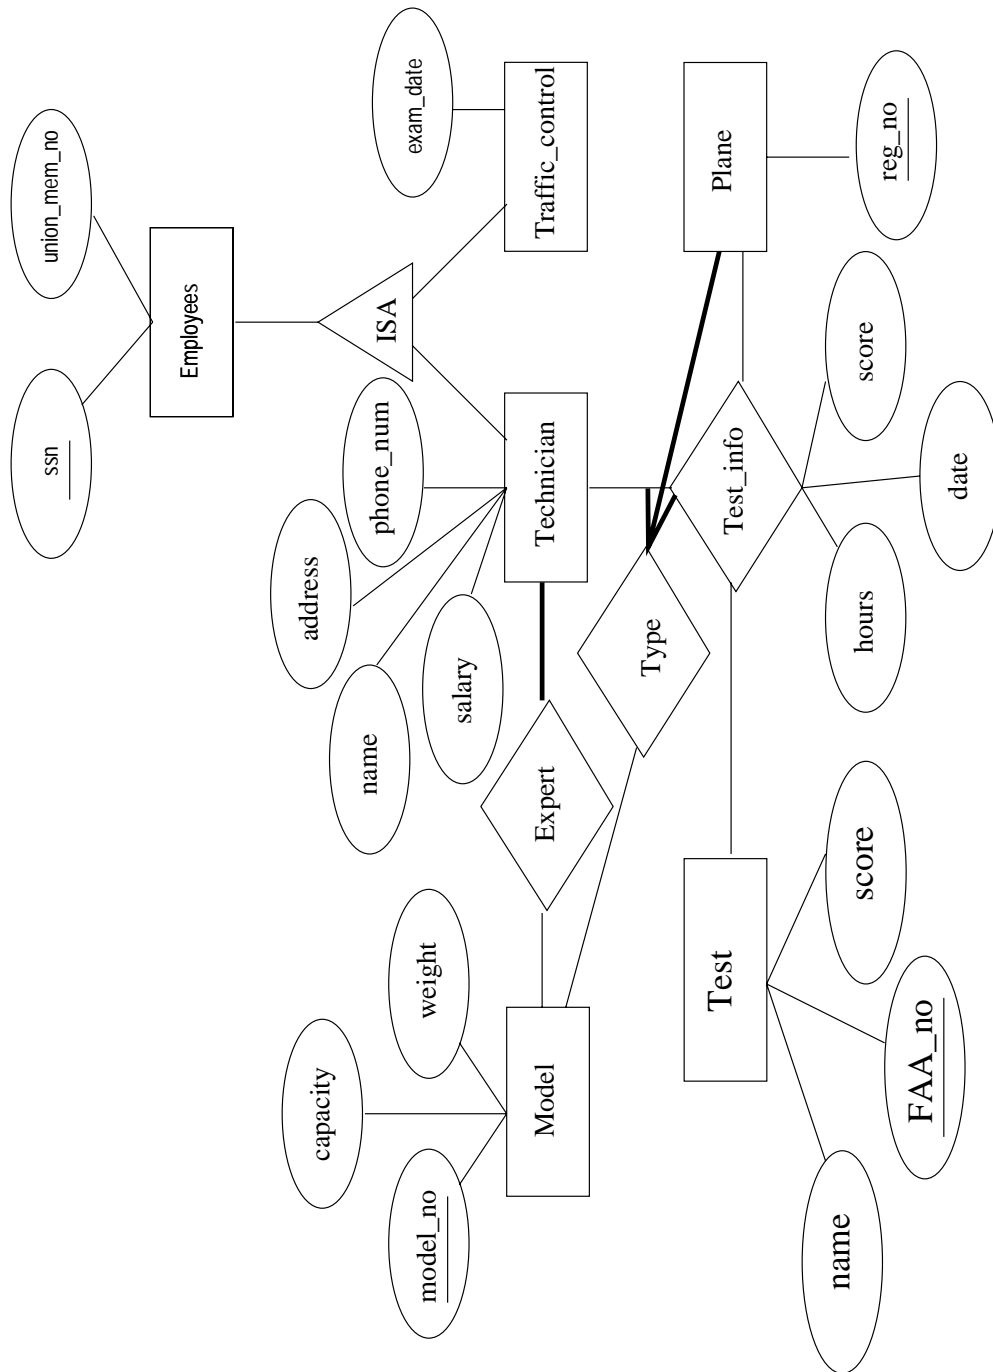 union_mem_no
ssn
Employees
ISA
exam_date
Traffic_control
phone_num
address
name
salary
Technician
Expert
capacity
weight
model_no
Model
Type
Plane
reg_no
Test_info
score
date
hours
Test
score
FAA_no
name